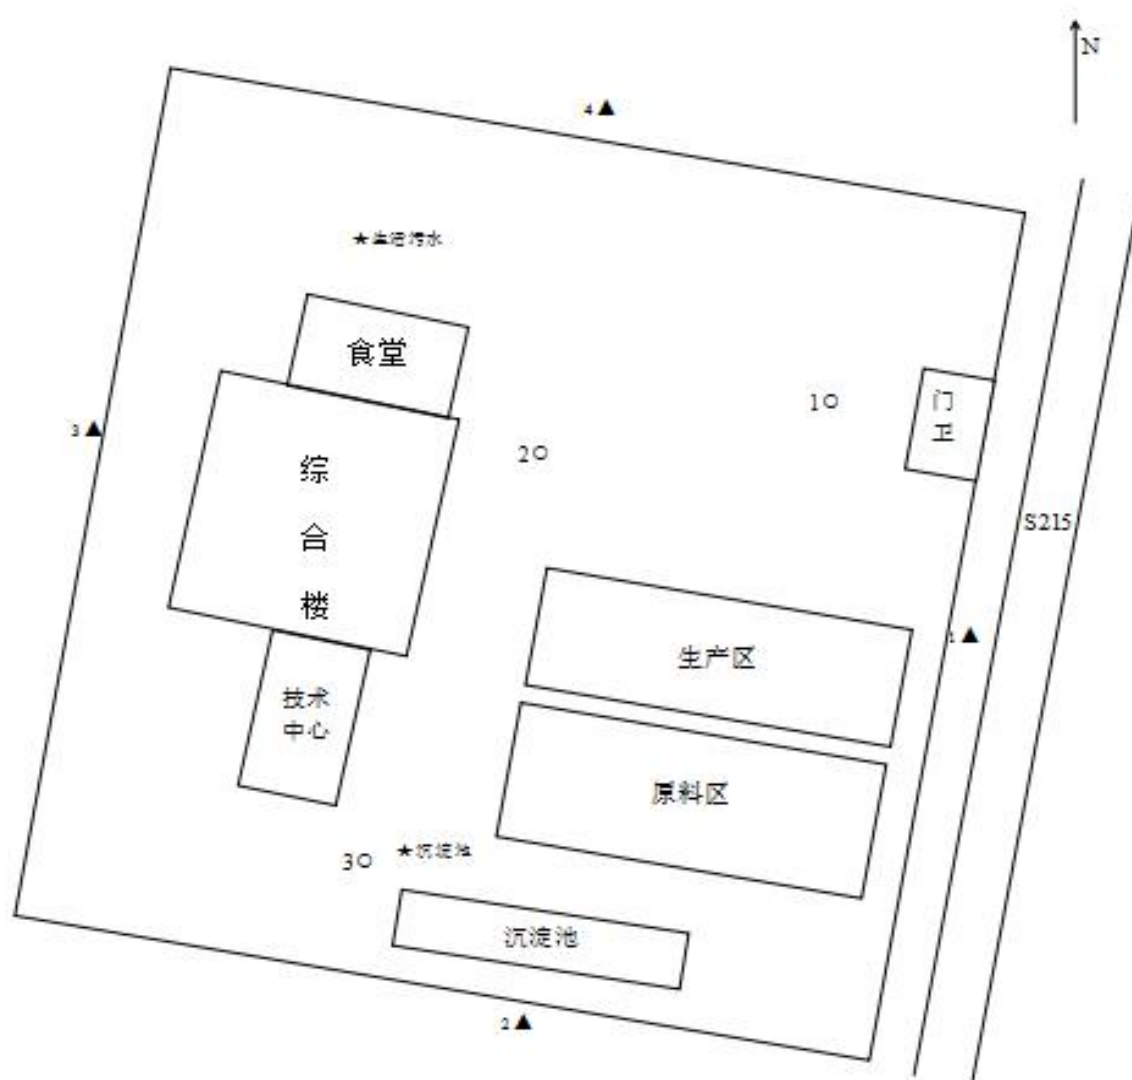 N
4▲
★生活污水
食堂
1○
门
卫
3▲
2○
综
合
楼
S215
1▲
生产区
技术
中心
原料区
3○
★沉淀池
沉淀池
2▲